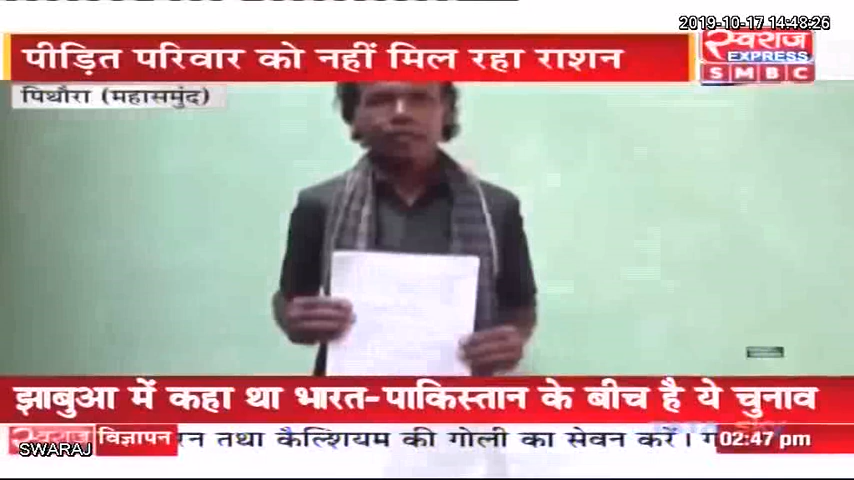 2019-10-17 14:48:26
पीड़ित परिवार को नहीं मिल रहा राशन
स्वराज
EXPRESS
SMBC
पिथौरा (महासमुंद)
झाबुआ में कहा था भारत-पाकिस्तान के बीच है ये चुनाव
स्वराज विज्ञापन तथा कैल्शियम की गोली का सेवन करें। 02:47 pm
SWARAJ